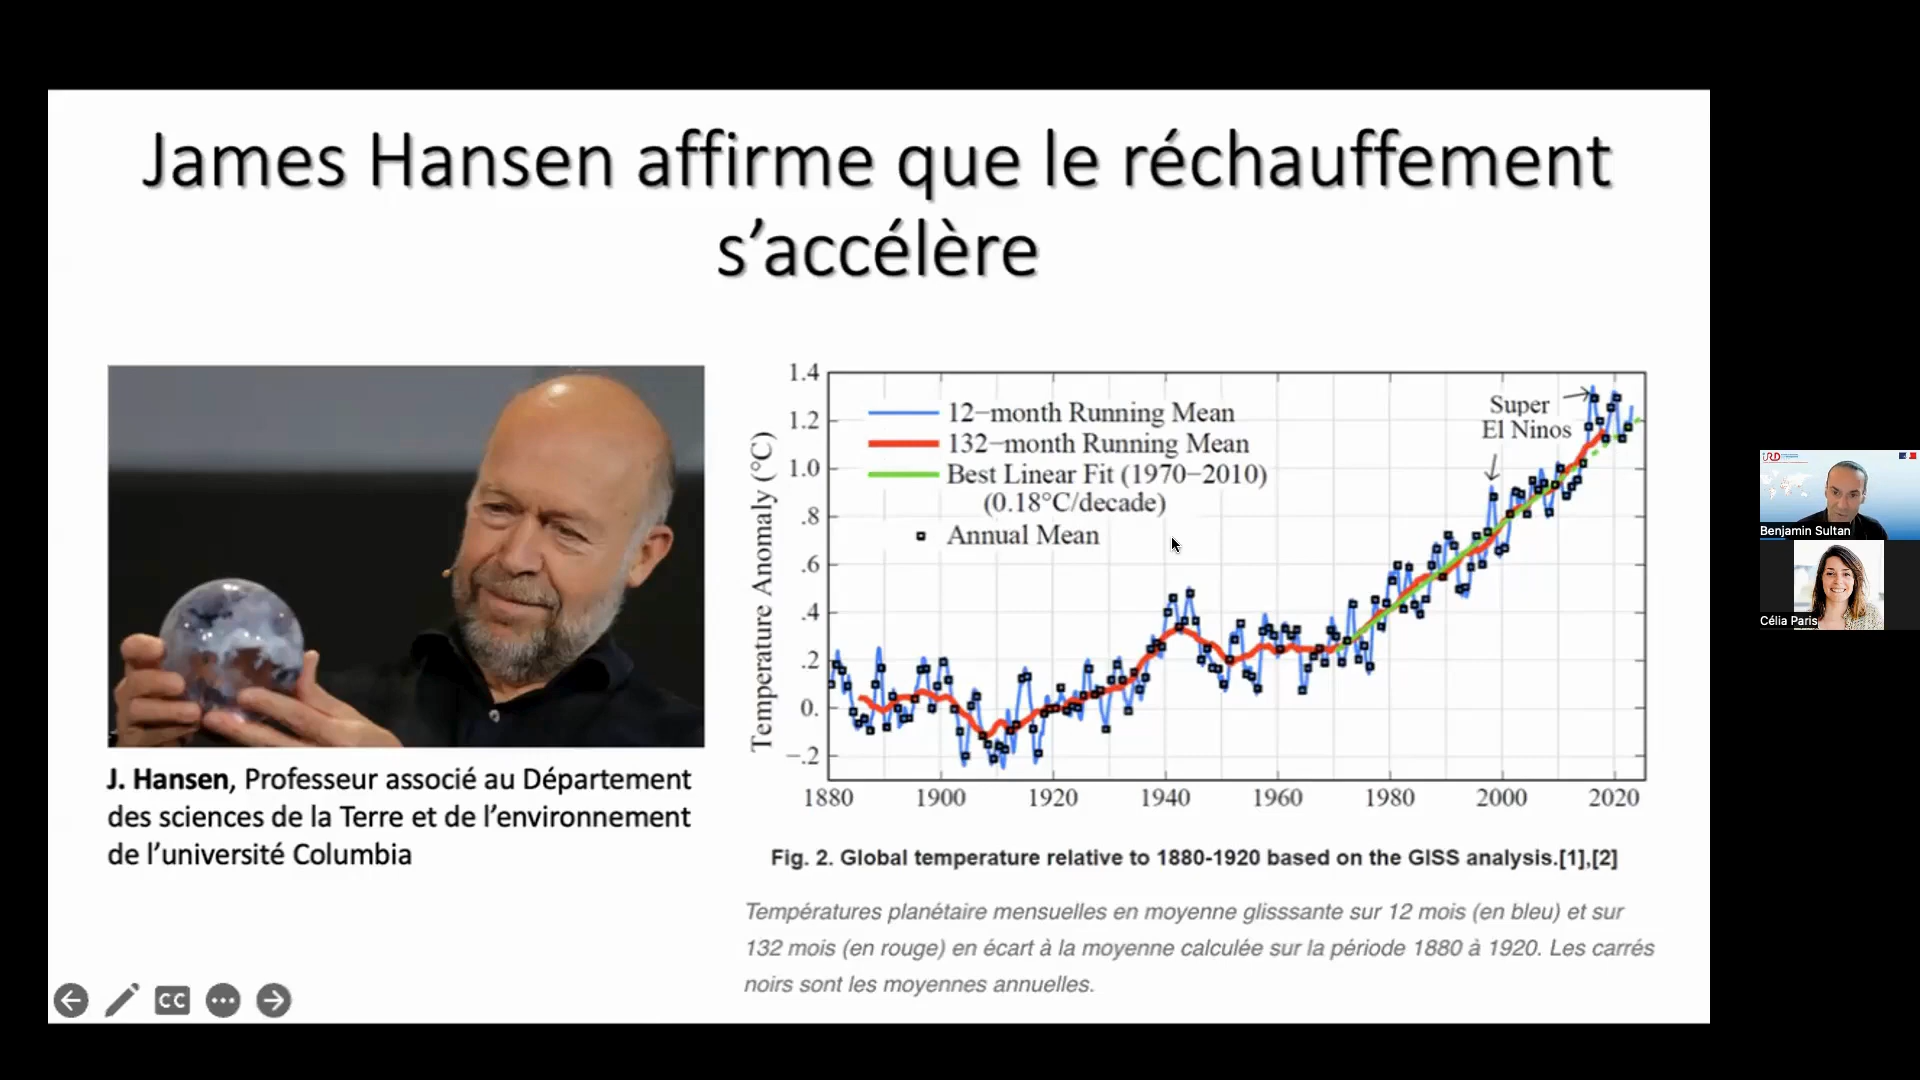 James Hansen affirme que le réchauffement
s’accélère
J. Hansen, Professeur associé au Département
des sciences de la Terre et de l’environnement
de l’université Columbia
Temperature Anomaly (°C)
1.4
1.2
1.0
.8
.6
.4
.2
0.
−.2
12−month Running Mean
132−month Running Mean
Best Linear Fit (1970−2010)
(0.18°C/decade)
Annual Mean
Super
El Ninos
1880 1900 1920 1940 1960 1980 2000 2020
Fig. 2. Global temperature relative to 1880-1920 based on the GISS analysis.[1],[2]
Températures planétaire mensuelles en moyenne glisssante sur 12 mois (en bleu) et sur
132 mois (en rouge) en écart à la moyenne calculée sur la période 1880 à 1920. Les carrés
noirs sont les moyennes annuelles.
CC
IRD
Benjamin Sultan
Célia Paris